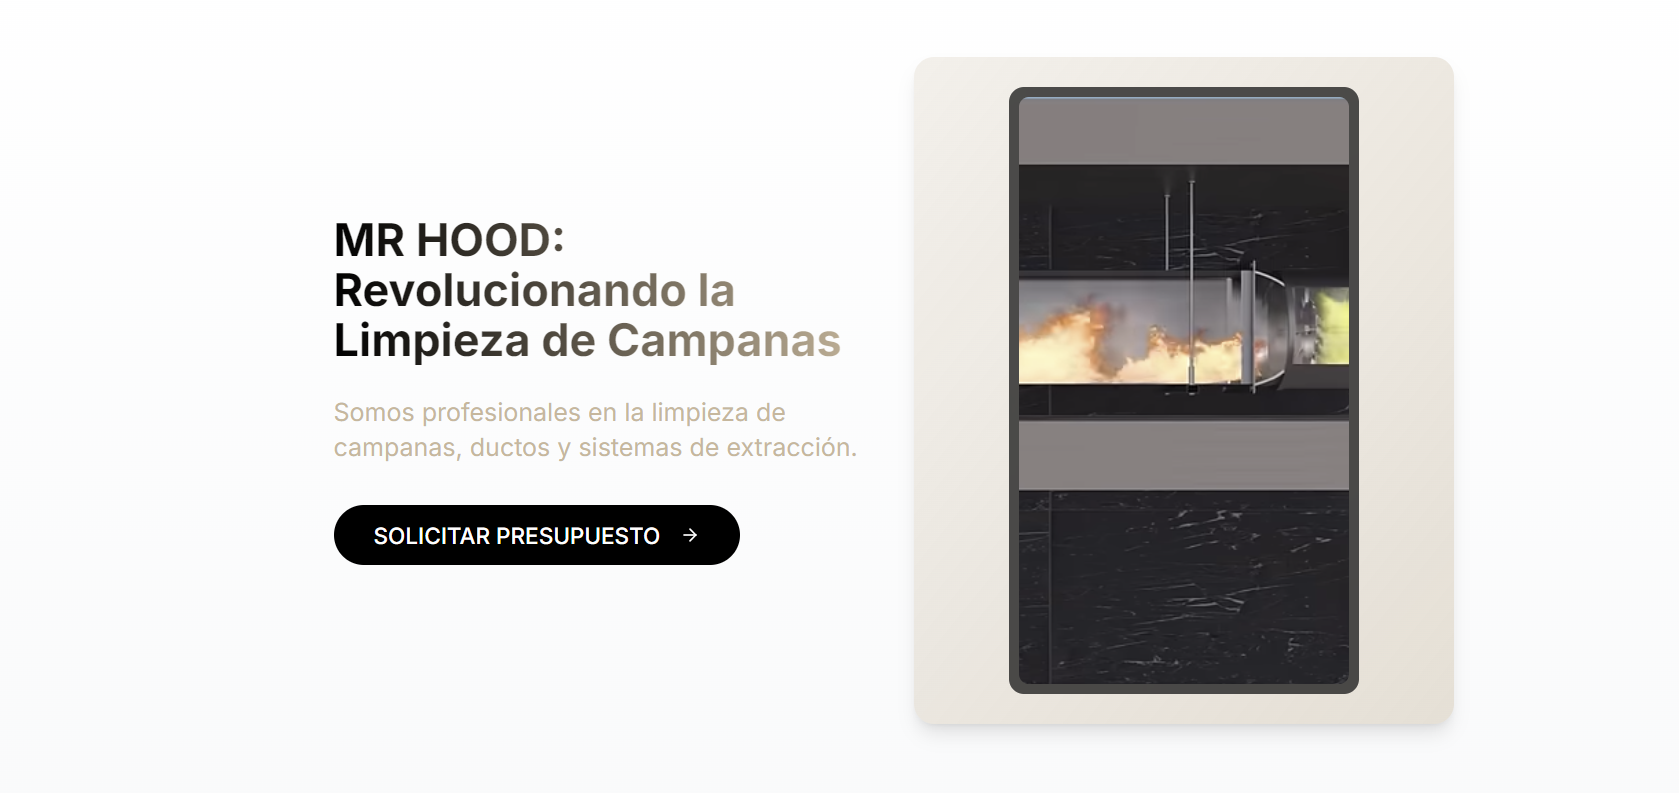 MR HOOD:
Revolucionando la
Limpieza de Campanas
Somos profesionales en la limpieza de
campanas, ductos y sistemas de extracción.
SOLICITAR PRESUPUESTO →